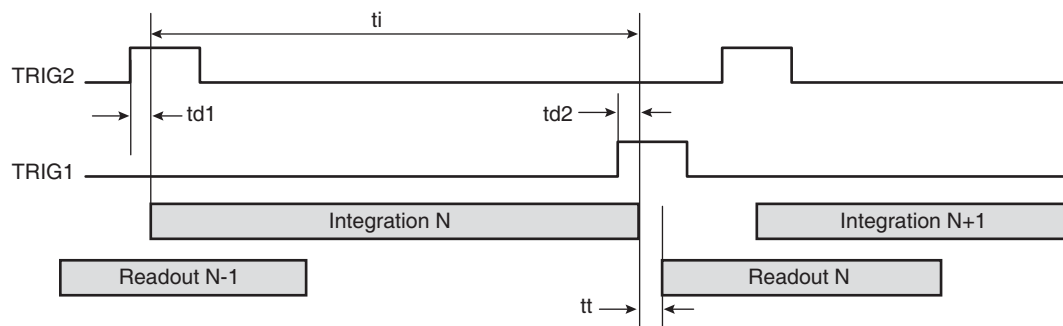 ti
TRIG2
td1
td2
TRIG1
Integration N
Integration N+1
Readout N-1
Readout N
tt